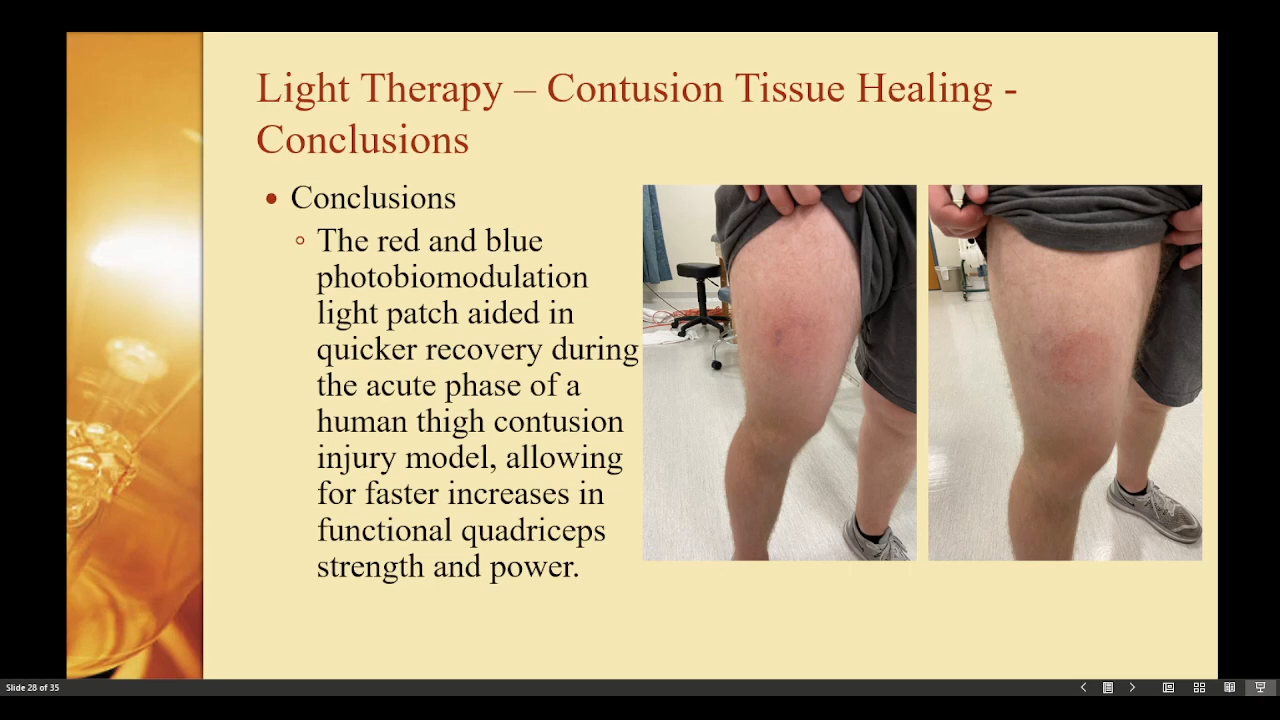 Light Therapy – Contusion Tissue Healing -
Conclusions
• Conclusions
◦ The red and blue
photobiomodulation
light patch aided in
quicker recovery during
the acute phase of a
human thigh contusion
injury model, allowing
for faster increases in
functional quadriceps
strength and power.
Slide 28 of 35